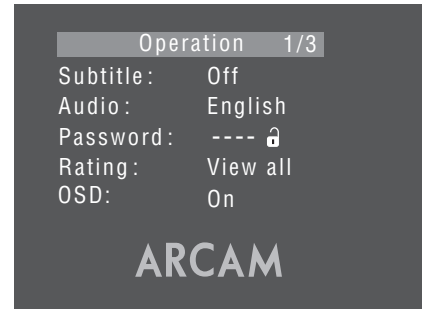 Operation 1/3
Subtitle: Off
Audio: English
Password: ----
Rating: View all
OSD: On
ARCAM